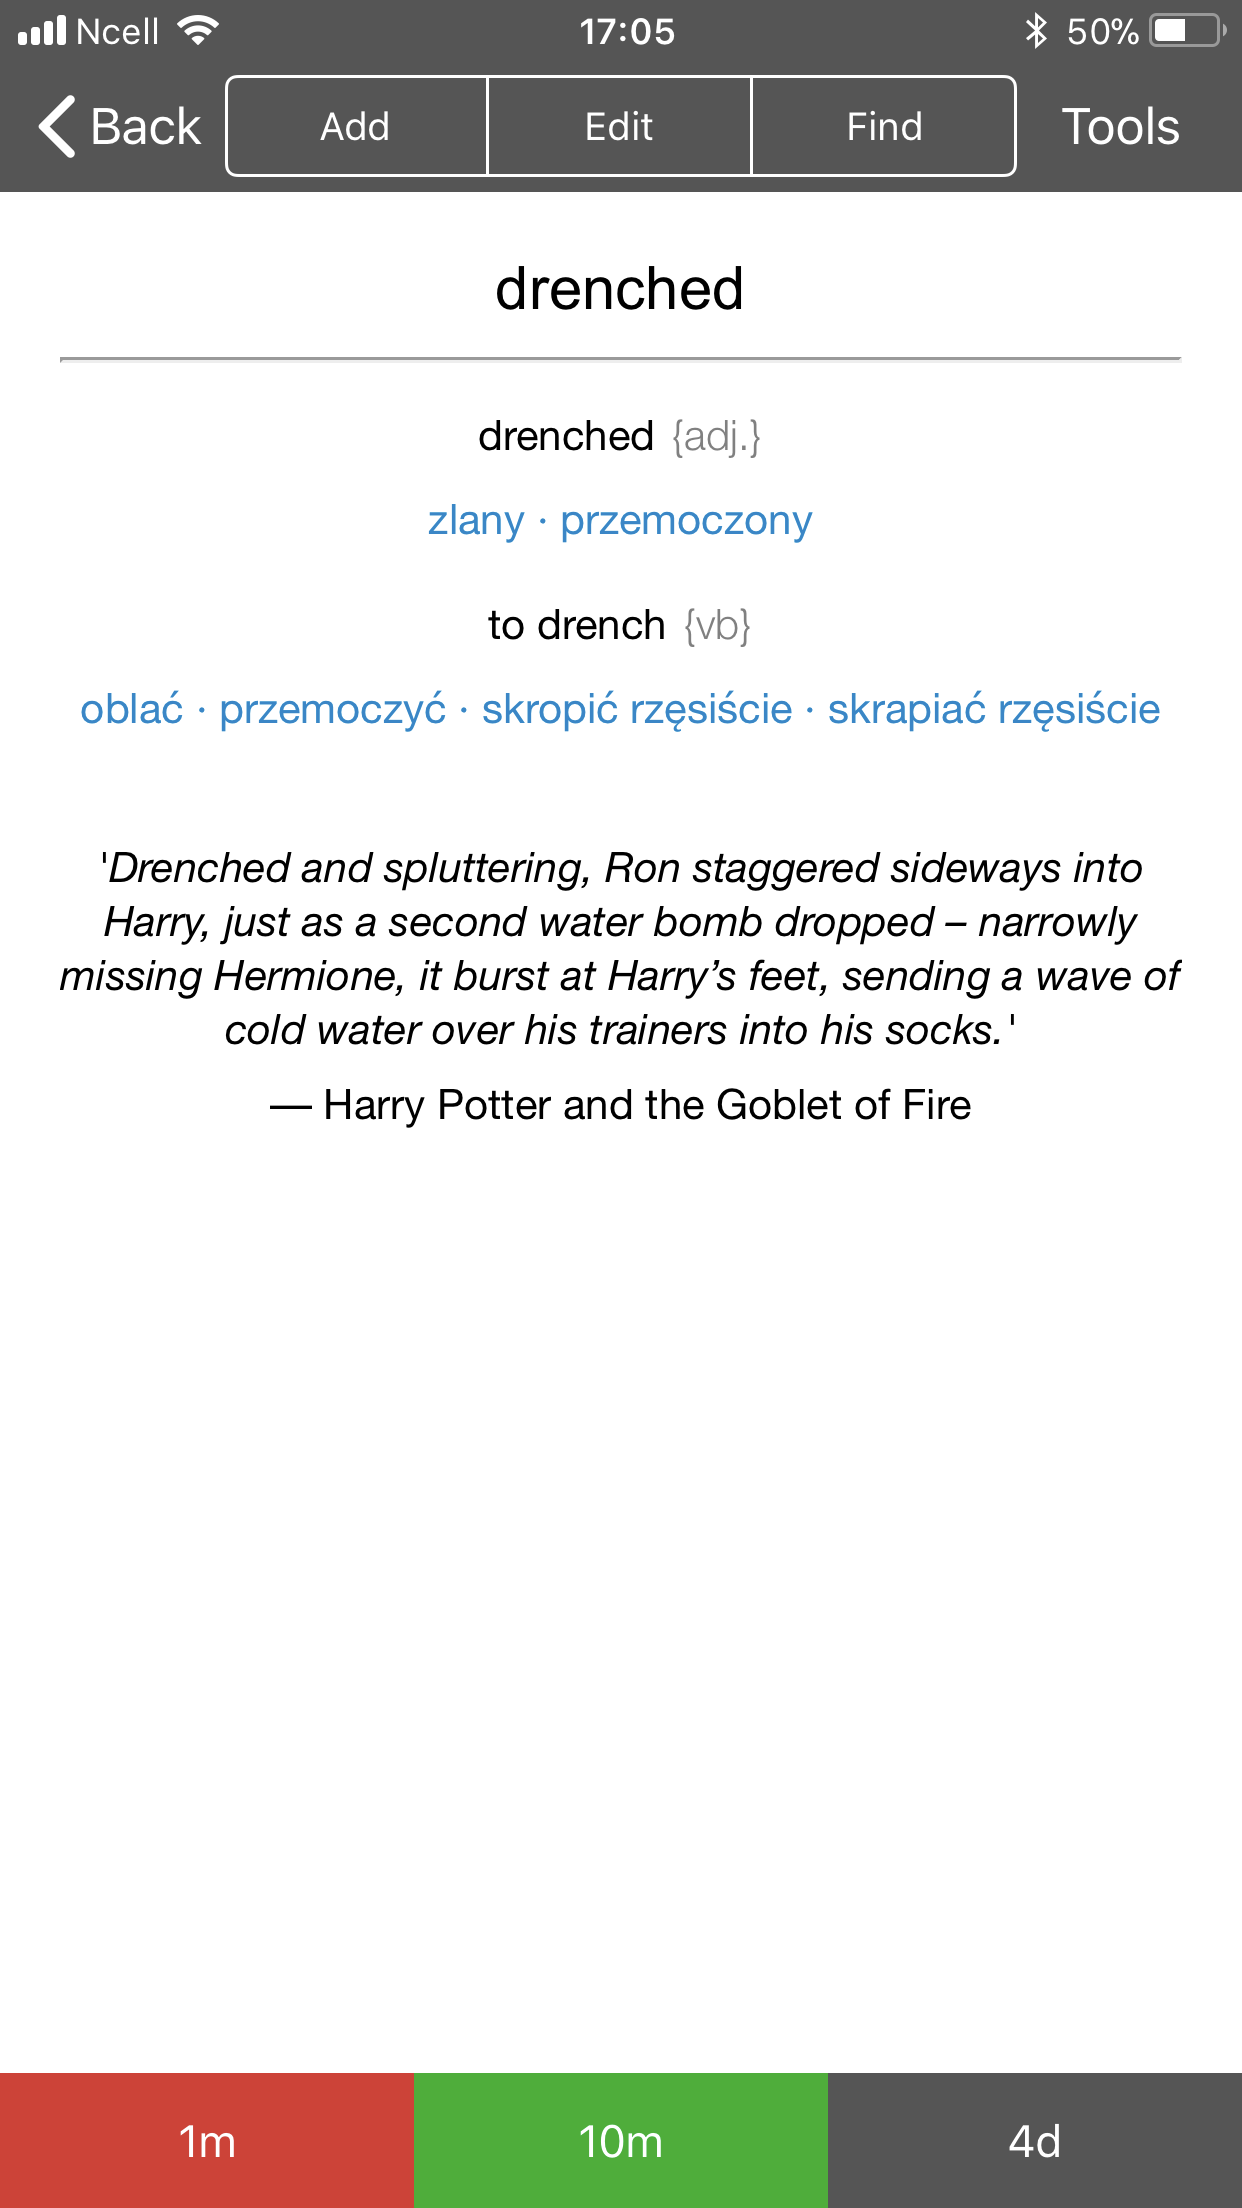 Ncell 17:05 50%
Back Add Edit Find Tools
drenched
drenched {adj.}
zlany · przemoczony
to drench {vb}
oblać · przemoczyć · skropić rzęsiście · skrapiać rzęsiście
'Drenched and spluttering, Ron staggered sideways into
Harry, just as a second water bomb dropped – narrowly
missing Hermione, it burst at Harry’s feet, sending a wave of
cold water over his trainers into his socks.'
— Harry Potter and the Goblet of Fire
1m 10m 4d